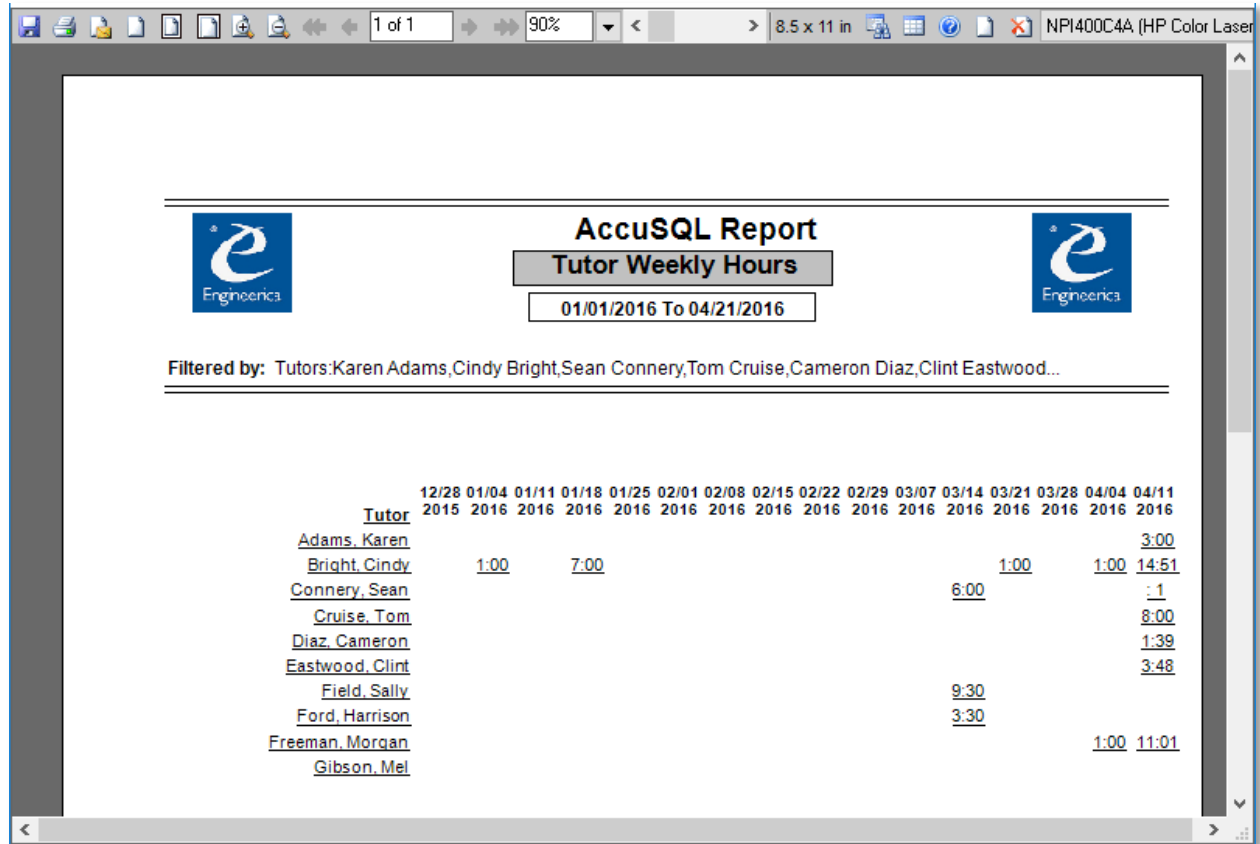 1 of 1 90% 8.5 x 11 in NPI400C4A (HP Color Laser
AccuSQL Report
Tutor Weekly Hours
01/01/2016 To 04/21/2016
Engineerica Engineerica
Filtered by: Tutors:Karen Adams,Cindy Bright,Sean Connery,Tom Cruise,Cameron Diaz,Clint Eastwood...
12/28 01/04 01/11 01/18 01/25 02/01 02/08 02/15 02/22 02/29 03/07 03/14 03/21 03/28 04/04 04/11
Tutor 2015 2016 2016 2016 2016 2016 2016 2016 2016 2016 2016 2016 2016 2016 2016 2016
Adams, Karen 3:00
Bright, Cindy 1:00 7:00 1:00 1:00 14:51
Connery, Sean 6:00 : 1
Cruise, Tom 8:00
Diaz, Cameron 1:39
Eastwood, Clint 3:48
Field, Sally 9:30
Ford, Harrison 3:30
Freeman, Morgan 1:00 11:01
Gibson, Mel